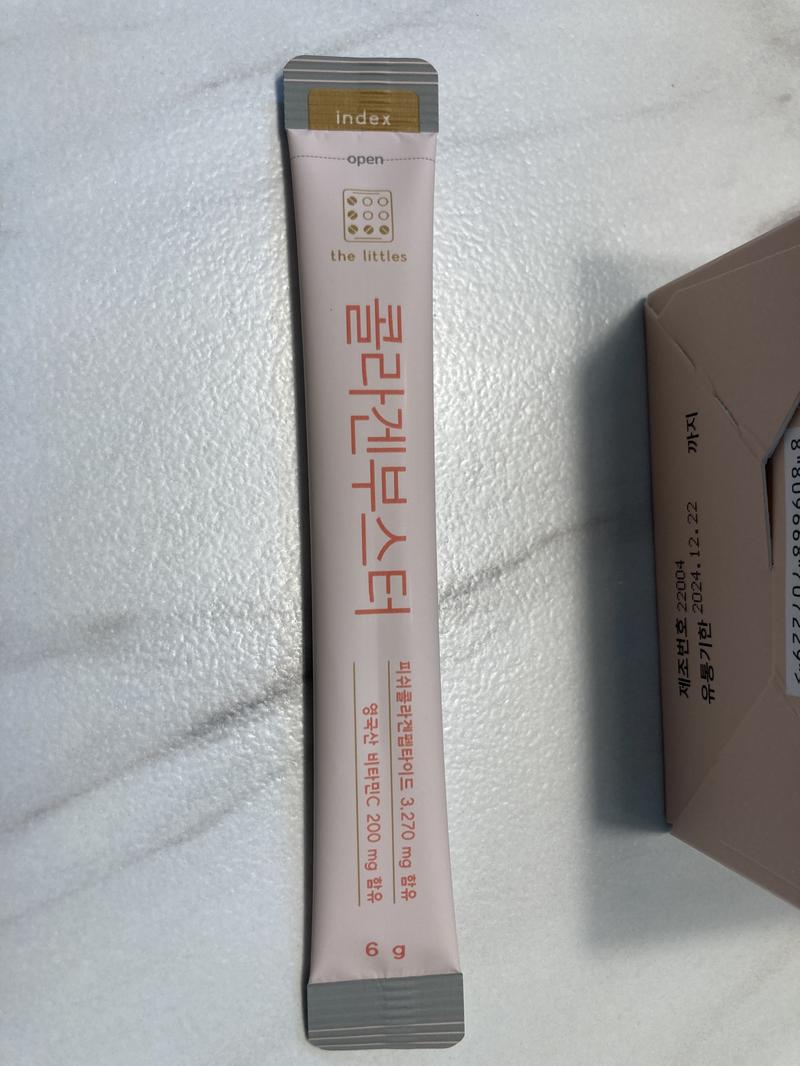 index
open
the littles
콜라겐부스터
피쉬콜라겐펩타이드 3,270 mg 함유
영국산 비타민C 200 mg 함유
6 g
제조번호 22004
유통기한 2024.12.22 까지